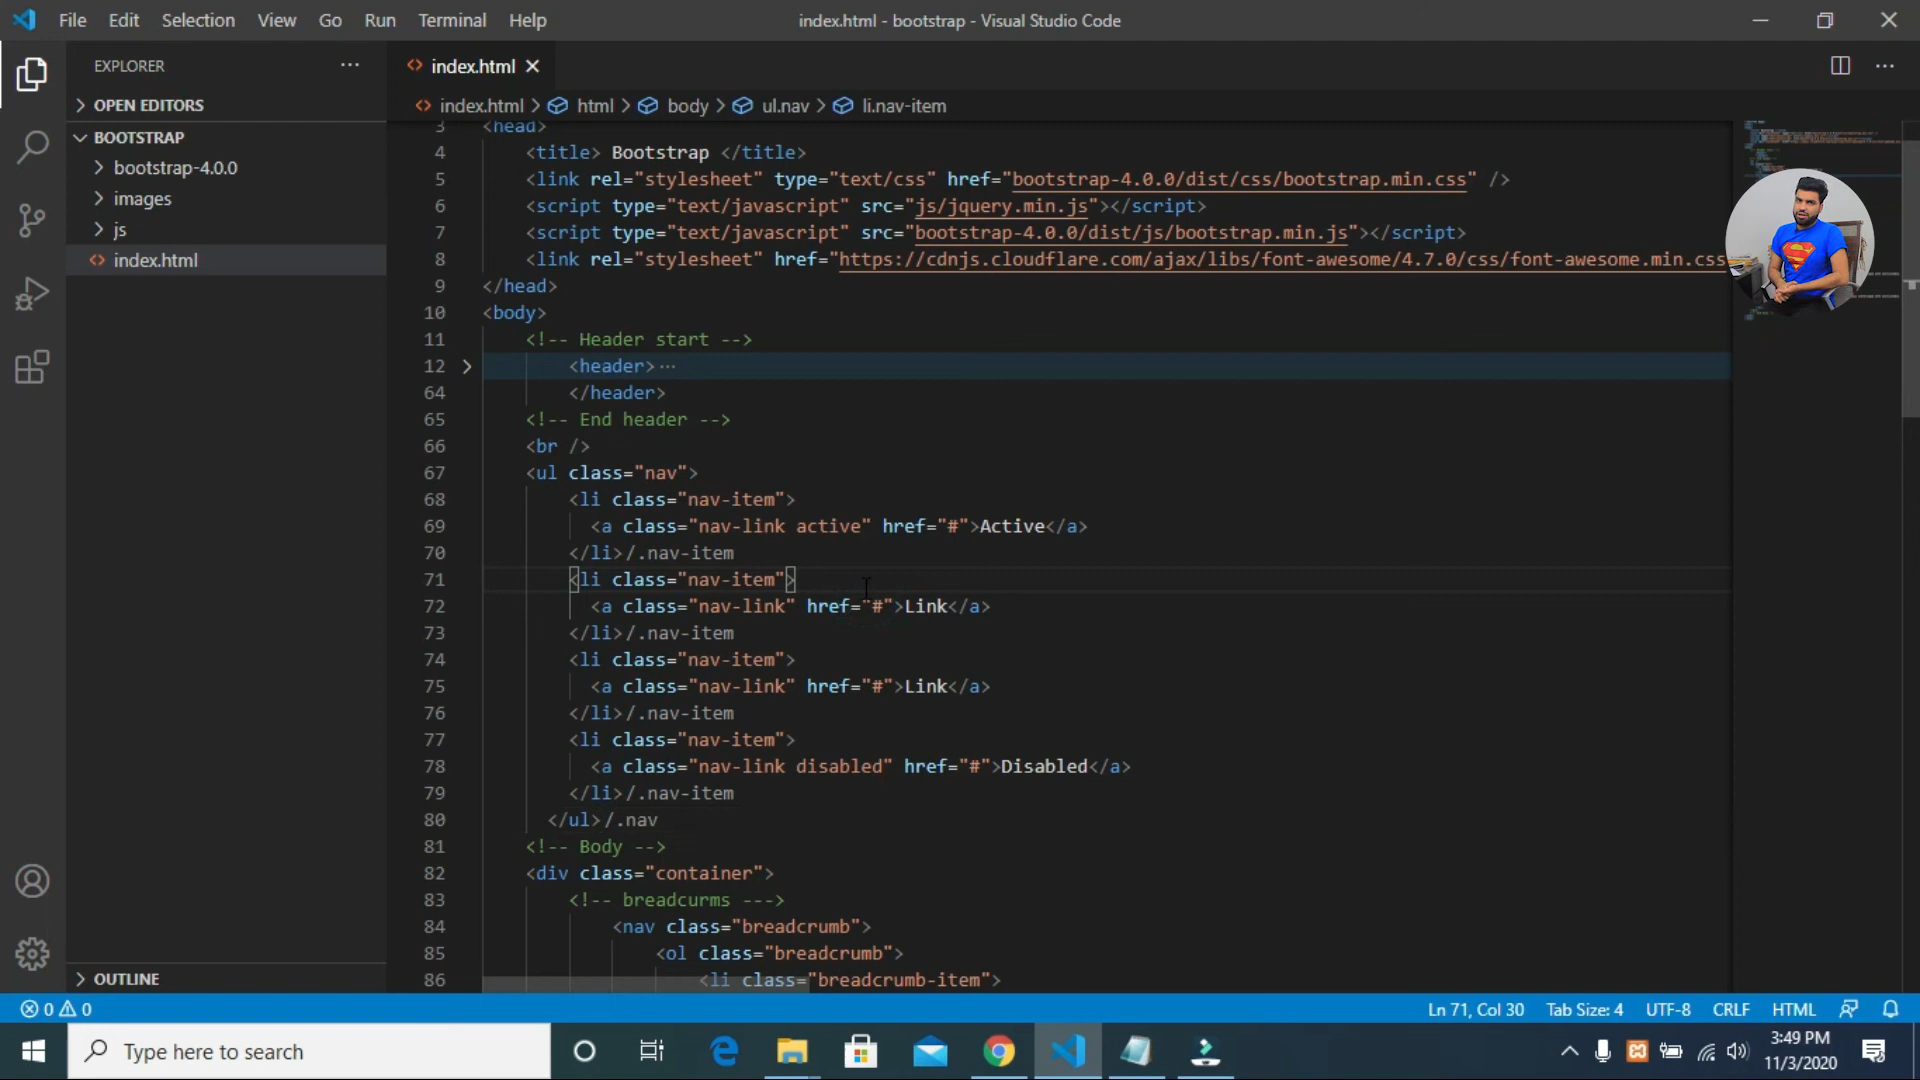 File Edit Selection View Go Run Terminal Help
index.html - bootstrap - Visual Studio Code
EXPLORER
OPEN EDITORS
BOOTSTRAP
bootstrap-4.0.0
images
js
index.html
OUTLINE
index.html
index.html > html > body > ul.nav > li.nav-item
3 <head>
4 <title> Bootstrap </title>
5 <link rel="stylesheet" type="text/css" href="bootstrap-4.0.0/dist/css/bootstrap.min.css" />
6 <script type="text/javascript" src="js/jquery.min.js"></script>
7 <script type="text/javascript" src="bootstrap-4.0.0/dist/js/bootstrap.min.js"></script>
8 <link rel="stylesheet" href="https://cdnjs.cloudflare.com/ajax/libs/font-awesome/4.7.0/css/font-awesome.min.css
9 </head>
10 <body>
11 <!-- Header start -->
12 <header>···
64 </header>
65 <!-- End header -->
66 <br />
67 <ul class="nav">
68 <li class="nav-item">
69 <a class="nav-link active" href="#">Active</a>
70 </li>/.nav-item
71 <li class="nav-item">
72 <a class="nav-link" href="#">Link</a>
73 </li>/.nav-item
74 <li class="nav-item">
75 <a class="nav-link" href="#">Link</a>
76 </li>/.nav-item
77 <li class="nav-item">
78 <a class="nav-link disabled" href="#">Disabled</a>
79 </li>/.nav-item
80 </ul>/.nav
81 <!-- Body -->
82 <div class="container">
83 <!-- breadcurms --->
84 <nav class="breadcrumb">
85 <ol class="breadcrumb">
86 <li class="breadcrumb-item">
0 0
Ln 71, Col 30 Tab Size: 4 UTF-8 CRLF HTML
Type here to search
3:49 PM
11/3/2020